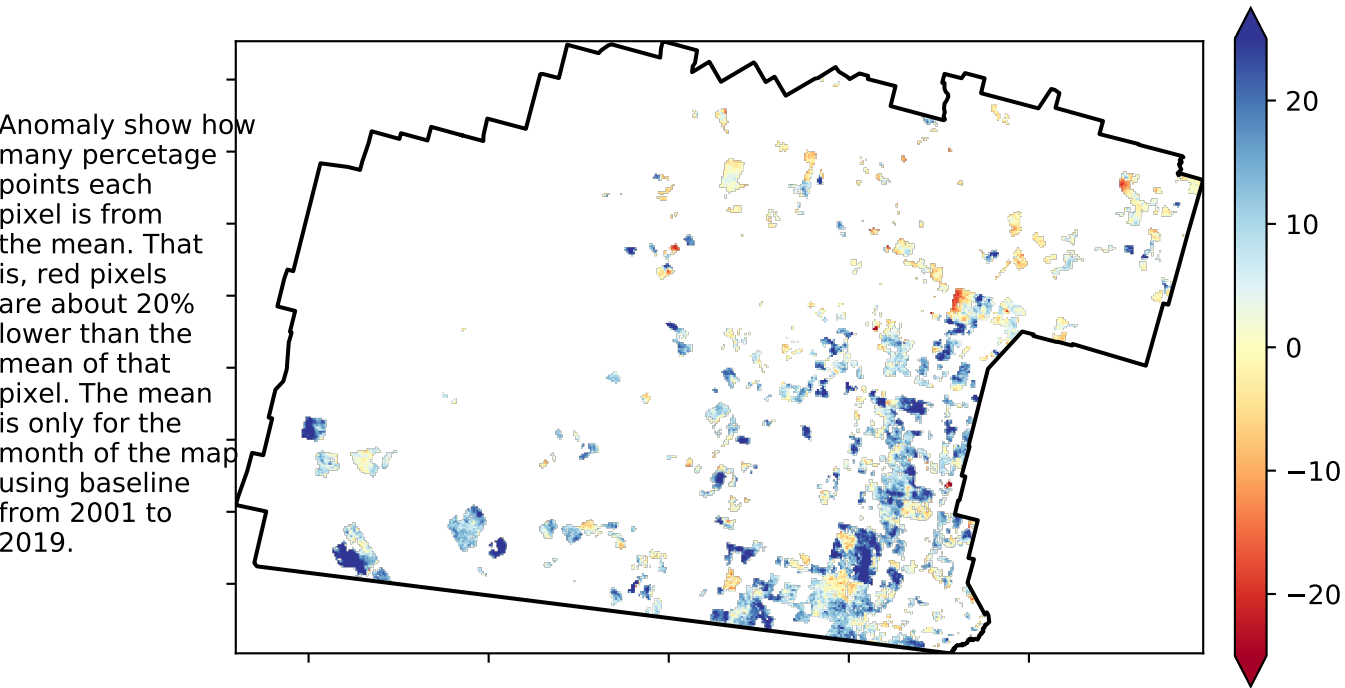 Anomaly show how
many percetage
points each
pixel is from
the mean. That
is, red pixels
are about 20%
lower than the
mean of that
pixel. The mean
is only for the
month of the map
using baseline
from 2001 to
2019.
20
10
0
−10
−20